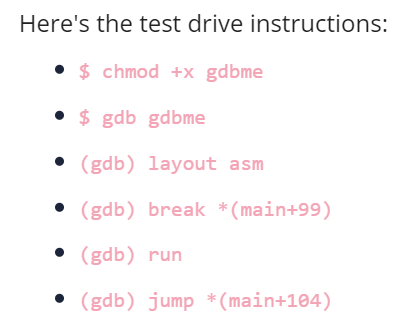 Here's the test drive instructions:
$ chmod +x gdbme
$ gdb gdbme
(gdb) layout asm
(gdb) break *(main+99)
(gdb) run
(gdb) jump *(main+104)